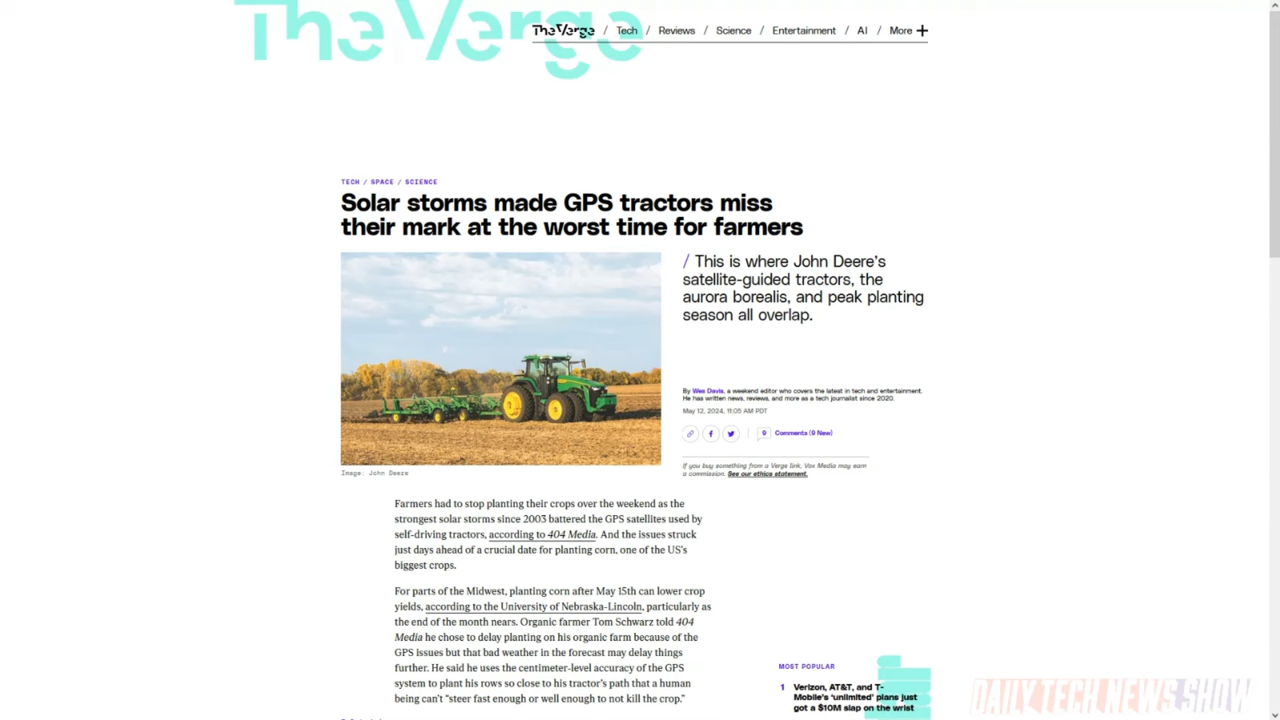 The Verge
The Verge / Tech / Reviews / Science / Entertainment / AI / More +
TECH / SPACE / SCIENCE
Solar storms made GPS tractors miss
their mark at the worst time for farmers
/ This is where John Deere's
satellite-guided tractors, the
aurora borealis, and peak planting
season all overlap.
By Wes Davis, a weekend editor who covers the latest in tech and entertainment.
He has written news, reviews, and more as a tech journalist since 2020.
May 12, 2024, 11:05 AM PDT
9 Comments (9 New)
If you buy something from a Verge link, Vox Media may earn
a commission. See our ethics statement.
Image: John Deere
Farmers had to stop planting their crops over the weekend as the
strongest solar storms since 2003 battered the GPS satellites used by
self-driving tractors, according to 404 Media. And the issues struck
just days ahead of a crucial date for planting corn, one of the US's
biggest crops.
For parts of the Midwest, planting corn after May 15th can lower crop
yields, according to the University of Nebraska-Lincoln, particularly as
the end of the month nears. Organic farmer Tom Schwarz told 404
Media he chose to delay planting on his organic farm because of the
GPS issues but that bad weather in the forecast may delay things
further. He said he uses the centimeter-level accuracy of the GPS
system to plant his rows so close to his tractor's path that a human
being can't "steer fast enough or well enough to not kill the crop."
MOST POPULAR
1 Verizon, AT&T, and T-
Mobile's 'unlimited' plans just
got a $10M slap on the wrist
DAILY TECH NEWS SHOW